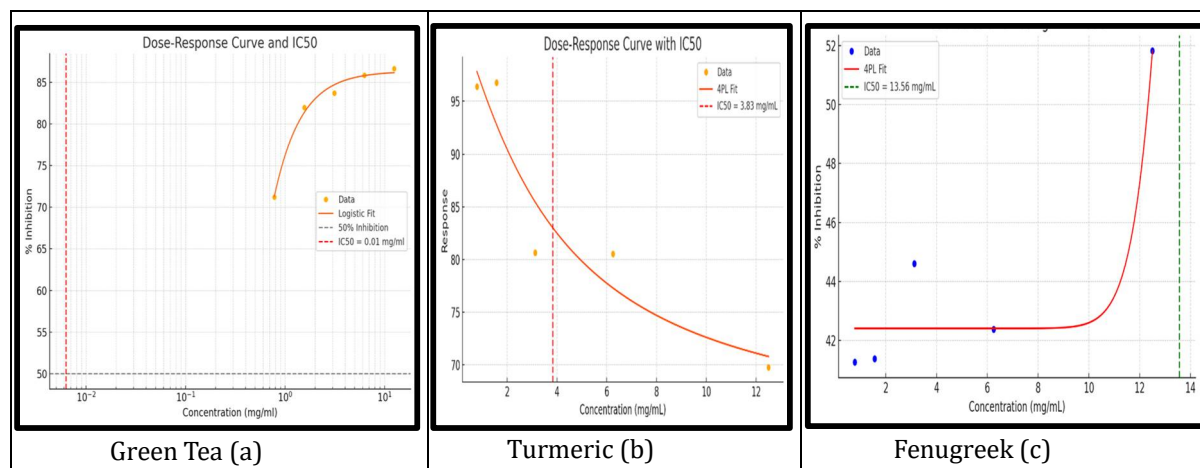 Dose-Response Curve and IC50
85
80
75
70
65
60
55
50
% Inhibition
Data
Logistic Fit
50% Inhibition
IC50 = 0.01 mg/ml
10⁻² 10⁻¹ 10⁰ 10¹
Concentration (mg/ml)
Green Tea (a)
Dose-Response Curve with IC50
95
90
85
80
75
70
Response
Data
4PL Fit
IC50 = 3.83 mg/mL
2 4 6 8 10 12
Concentration (mg/mL)
Turmeric (b)
52
50
48
46
44
42
% Inhibition
Data
4PL Fit
IC50 = 13.56 mg/mL
2 4 6 8 10 12 14
Concentration (mg/mL)
Fenugreek (c)